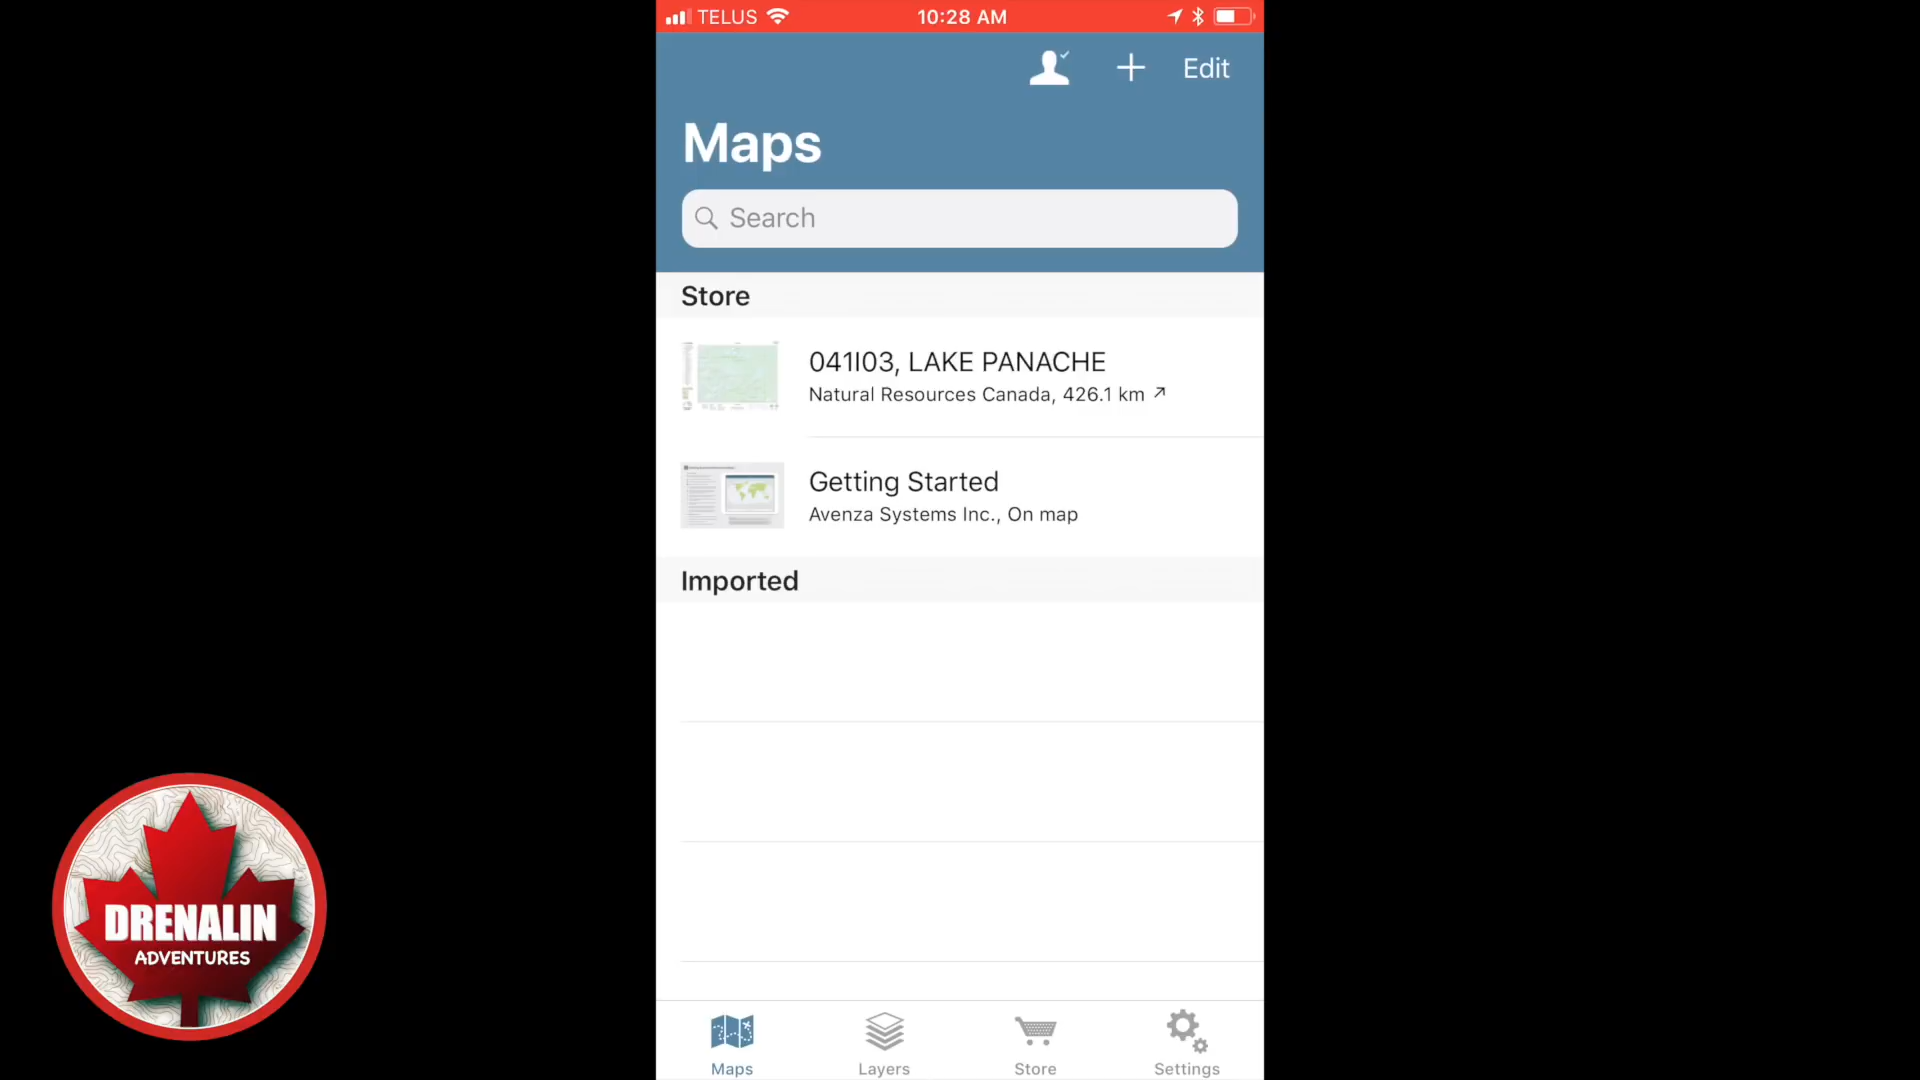 TELUS
10:28 AM
Edit
Maps
Search
Store
041I03, LAKE PANACHE
Natural Resources Canada, 426.1 km
Getting Started
Avenza Systems Inc., On map
Imported
DRENALIN
ADVENTURES
Maps
Layers
Store
Settings